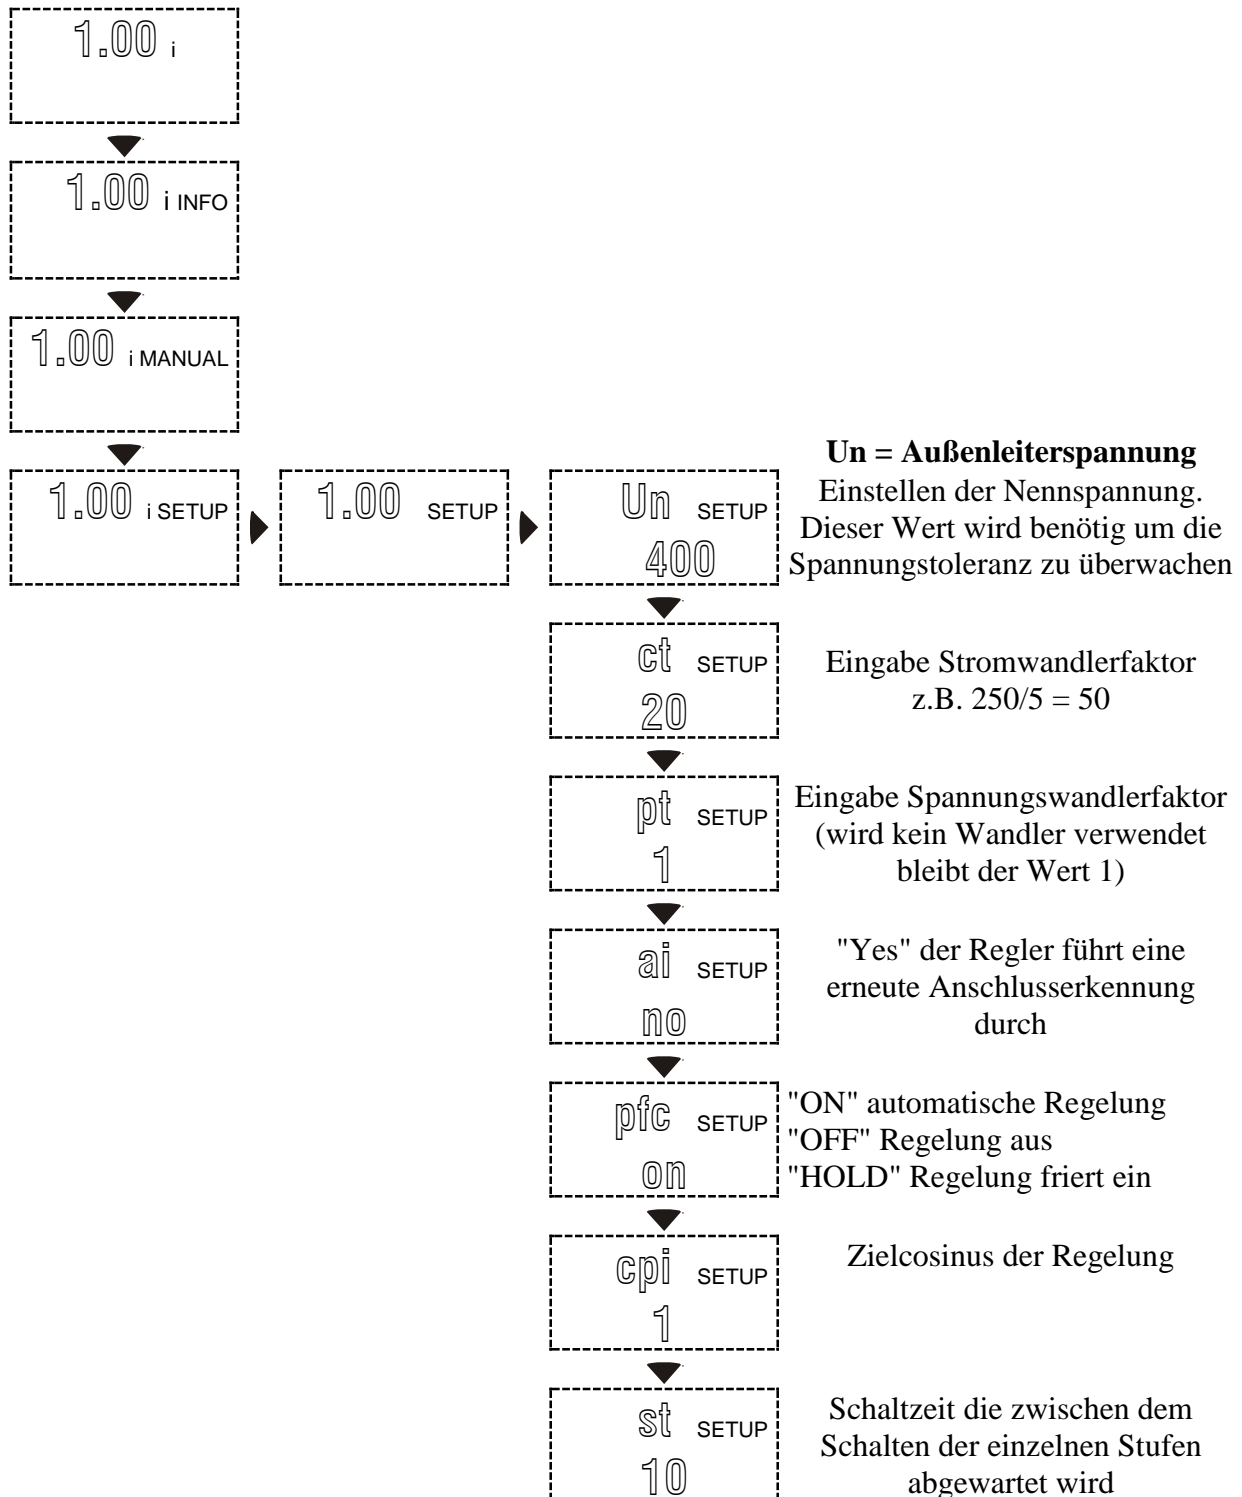 1.00 i
1.00 i INFO
1.00 i MANUAL
1.00 i SETUP
1.00 SETUP
Un SETUP
400
Un = Außenleiterspannung
Einstellen der Nennspannung.
Dieser Wert wird benötig um die
Spannungstoleranz zu überwachen
ct SETUP
20
Eingabe Stromwandlerfaktor
z.B. 250/5 = 50
pt SETUP
1
Eingabe Spannungswandlerfaktor
(wird kein Wandler verwendet
bleibt der Wert 1)
ai SETUP
no
"Yes" der Regler führt eine
erneute Anschlusserkennung
durch
pfc SETUP
on
"ON" automatische Regelung
"OFF" Regelung aus
"HOLD" Regelung friert ein
cpi SETUP
1
Zielcosinus der Regelung
st SETUP
10
Schaltzeit die zwischen dem
Schalten der einzelnen Stufen
abgewartet wird